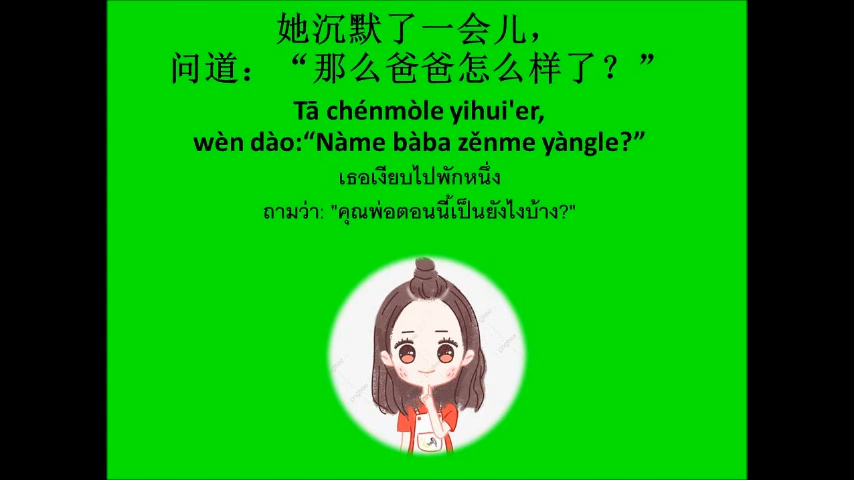 她沉默了一会儿，
问道：“那么爸爸怎么样了？”
Tā chénmòle yihui'er,
wèn dào:“Nàme bàba zěnme yàngle?”
เธอเงียบไปพักหนึ่ง
ถามว่า: "คุณพ่อตอนนี้เป็นยังไงบ้าง?"